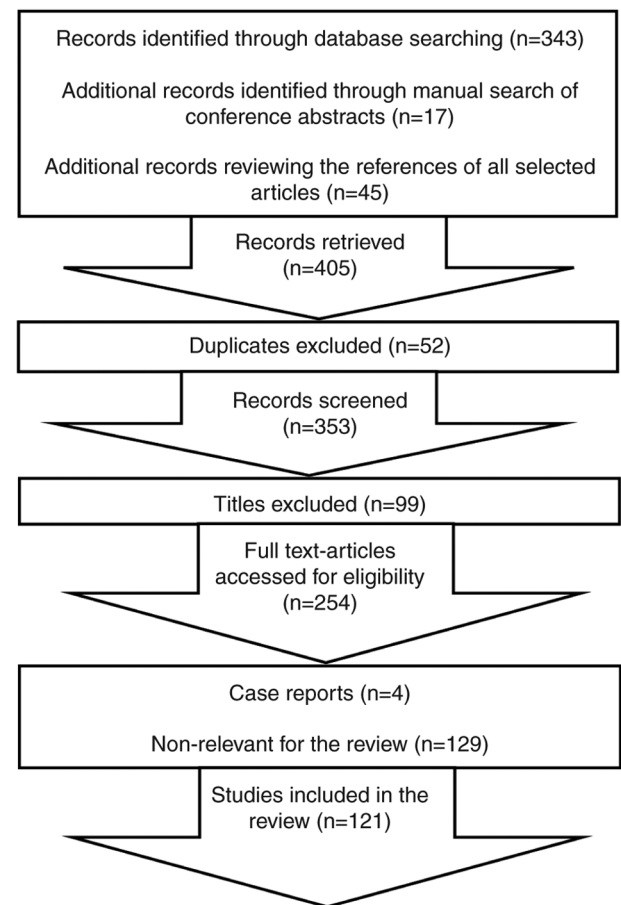 Records identified through database searching (n=343)
Additional records identified through manual search of
conference abstracts (n=17)
Additional records reviewing the references of all selected
articles (n=45)
Records retrieved
(n=405)
Duplicates excluded (n=52)
Records screened
(n=353)
Titles excluded (n=99)
Full text-articles
accessed for eligibility
(n=254)
Case reports (n=4)
Non-relevant for the review (n=129)
Studies included in the
review (n=121)